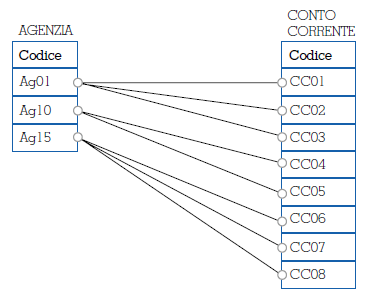 AGENZIA
Codice
Ag01
Ag10
Ag15
CONTO
CORRENTE
Codice
CC01
CC02
CC03
CC04
CC05
CC06
CC07
CC08